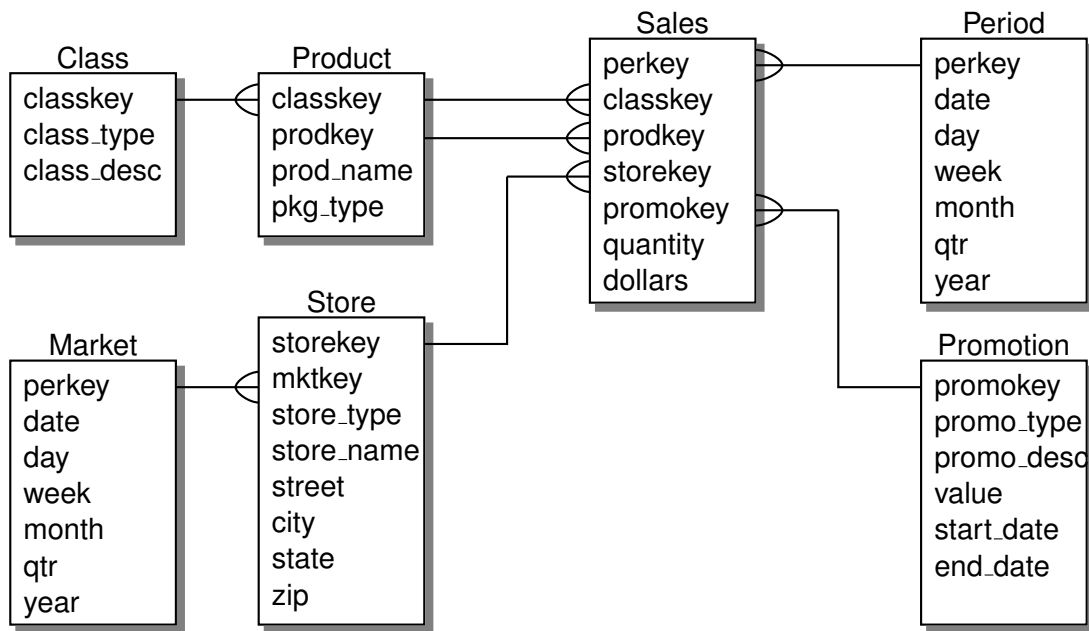 Class
classkey
class_type
class_desc
Product
classkey
prodkey
prod_name
pkg_type
Sales
perkey
classkey
prodkey
storekey
promokey
quantity
dollars
Period
perkey
date
day
week
month
qtr
year
Market
perkey
date
day
week
month
qtr
year
Store
storekey
mktkey
store_type
store_name
street
city
state
zip
Promotion
promokey
promo_type
promo_desc
value
start_date
end_date